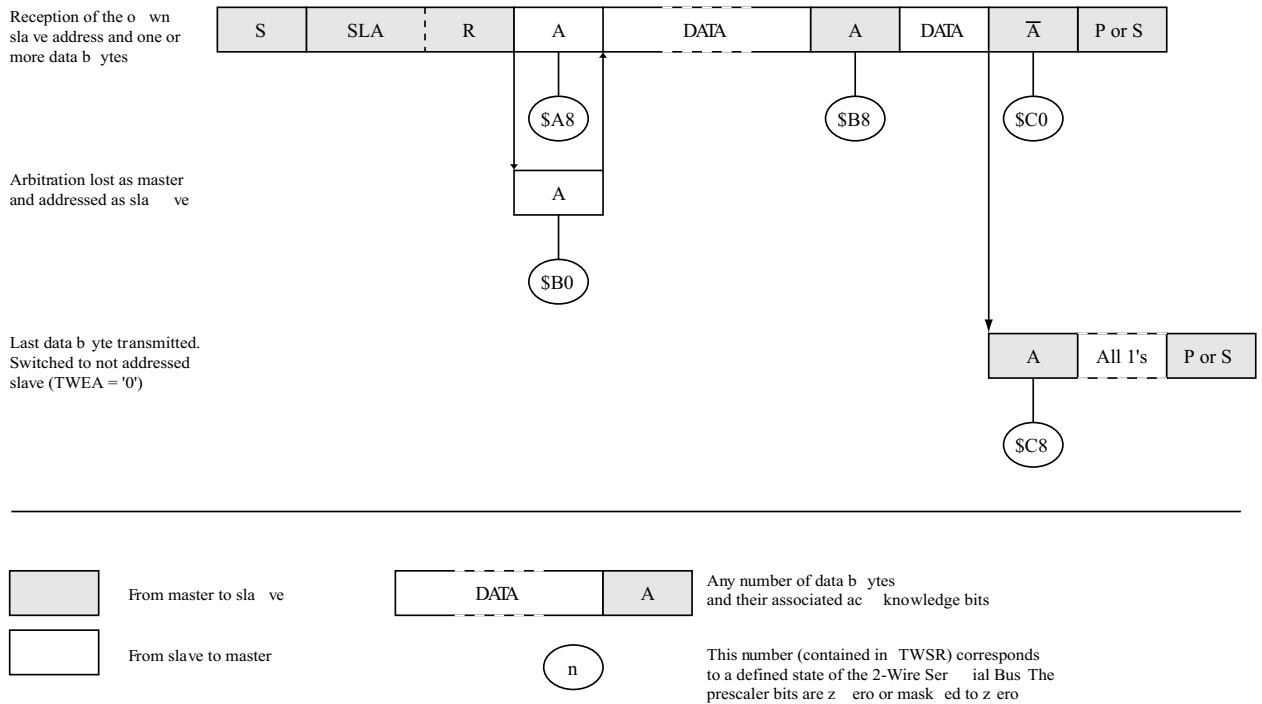 Reception of the o wn
sla ve address and one or
more data b ytes
S SLA R A DATA A DATA A P or S
$A8 $B8 $C0
Arbitration lost as master
and addressed as sla ve
A
$B0
Last data b yte transmitted.
Switched to not addressed
slave (TWEA = '0')
A All 1's P or S
$C8
From master to sla ve
DATA A
Any number of data b ytes
and their associated ac knowledge bits
From slave to master
n
This number (contained in TWSR) corresponds
to a defined state of the 2-Wire Ser ial Bus The
prescaler bits are z ero or mask ed to z ero